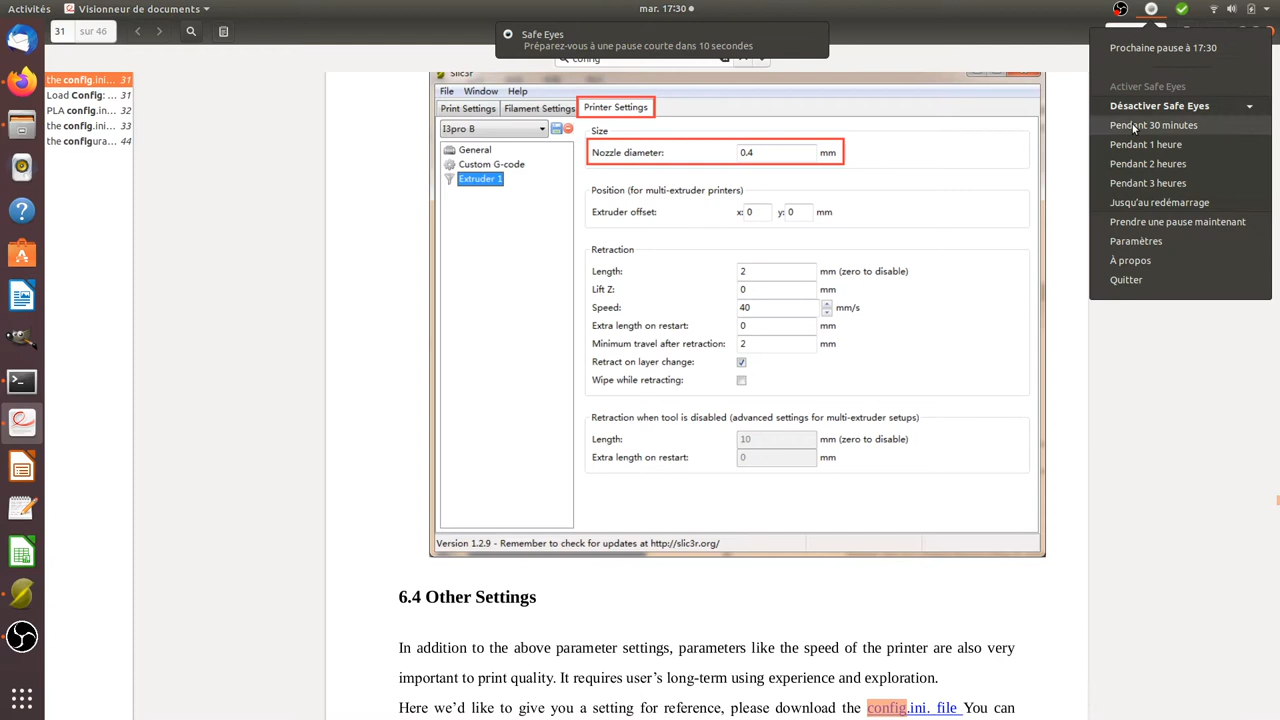 Activités
Visionneur de documents
mar. 17:30
31 sur 46
Safe Eyes
Préparez-vous à une pause courte dans 10 secondes
config
the config.ini... 31
Load Config: ... 31
PLA config.in... 32
the config.ini... 33
the configura... 44
Slic3r
File Window Help
Print Settings Filament Settings Printer Settings
I3pro B
General
Custom G-code
Extruder 1
Size
Nozzle diameter: 0.4 mm
Position (for multi-extruder printers)
Extruder offset: x: 0 y: 0 mm
Retraction
Length: 2 mm (zero to disable)
Lift Z: 0 mm
Speed: 40 mm/s
Extra length on restart: 0 mm
Minimum travel after retraction: 2 mm
Retract on layer change:
Wipe while retracting:
Retraction when tool is disabled (advanced settings for multi-extruder setups)
Length: 10 mm (zero to disable)
Extra length on restart: 0 mm
Version 1.2.9 - Remember to check for updates at http://slic3r.org/
6.4 Other Settings
In addition to the above parameter settings, parameters like the speed of the printer are also very
important to print quality. It requires user's long-term using experience and exploration.
Here we'd like to give you a setting for reference, please download the config.ini. file You can
Prochaine pause à 17:30
Activer Safe Eyes
Désactiver Safe Eyes
Pendant 30 minutes
Pendant 1 heure
Pendant 2 heures
Pendant 3 heures
Jusqu'au redémarrage
Prendre une pause maintenant
Paramètres
À propos
Quitter